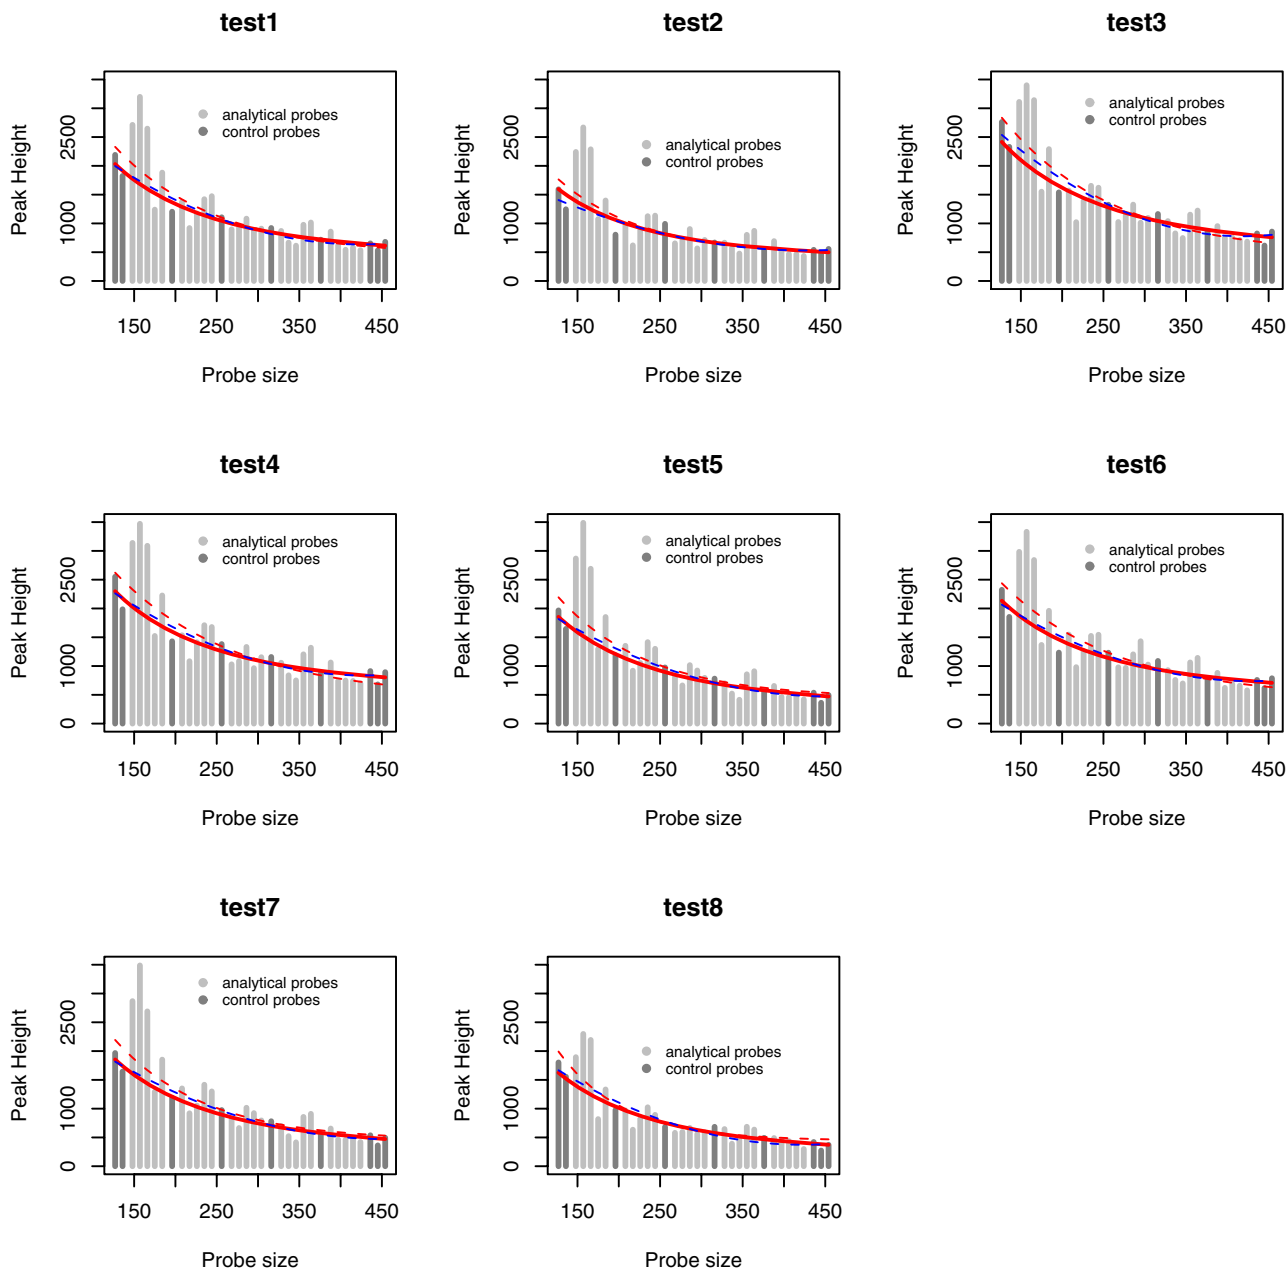 test1
Peak Height
2500
1000
0
analytical probes
control probes
150 250 350 450
Probe size
test2
Peak Height
2500
1000
0
analytical probes
control probes
150 250 350 450
Probe size
test3
Peak Height
2500
1000
0
analytical probes
control probes
150 250 350 450
Probe size
test4
Peak Height
2500
1000
0
analytical probes
control probes
150 250 350 450
Probe size
test5
Peak Height
2500
1000
0
analytical probes
control probes
150 250 350 450
Probe size
test6
Peak Height
2500
1000
0
analytical probes
control probes
150 250 350 450
Probe size
test7
Peak Height
2500
1000
0
analytical probes
control probes
150 250 350 450
Probe size
test8
Peak Height
2500
1000
0
analytical probes
control probes
150 250 350 450
Probe size